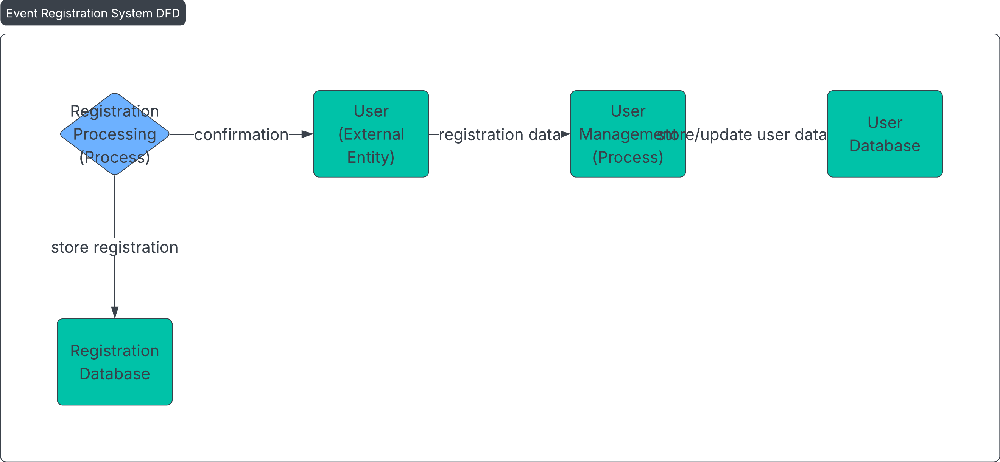 Event Registration System DFD
Registration
Processing
(Process)
confirmation
User
(External
Entity)
registration data
User
Management
(Process)
store/update user data
User
Database
store registration
Registration
Database